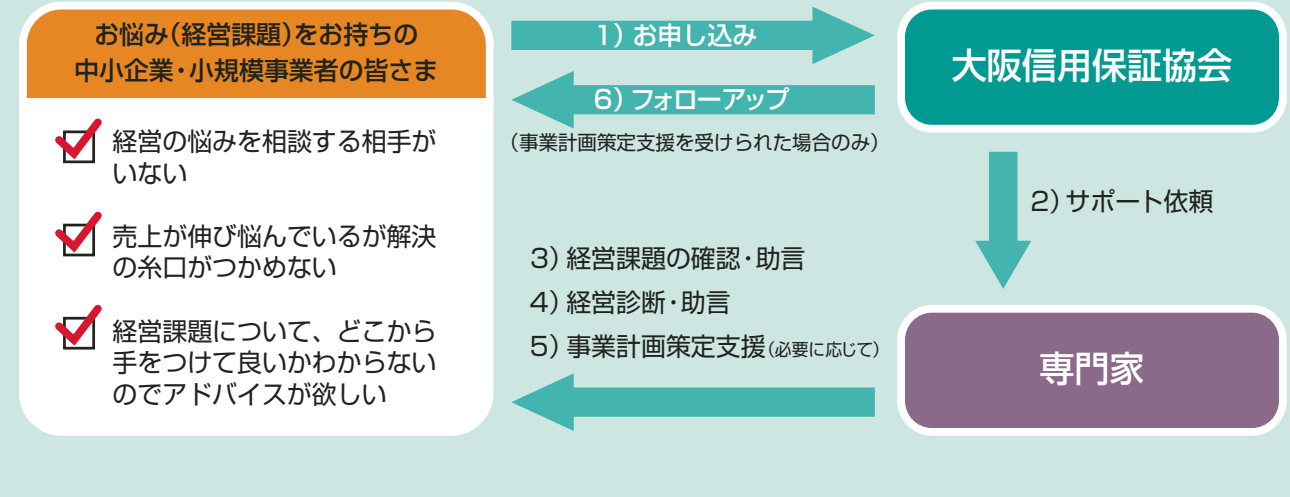 お悩み（経営課題）をお持ちの
中小企業・小規模事業者の皆さま
経営の悩みを相談する相手が
いない
売上が伸び悩んでいるが解決
の糸口がつかめない
経営課題について、どこから
手をつけて良いかわからない
のでアドバイスが欲しい
1）お申し込み
6）フォローアップ
（事業計画策定支援を受けられた場合のみ）
大阪信用保証協会
2）サポート依頼
3）経営課題の確認・助言
4）経営診断・助言
5）事業計画策定支援（必要に応じて）
専門家